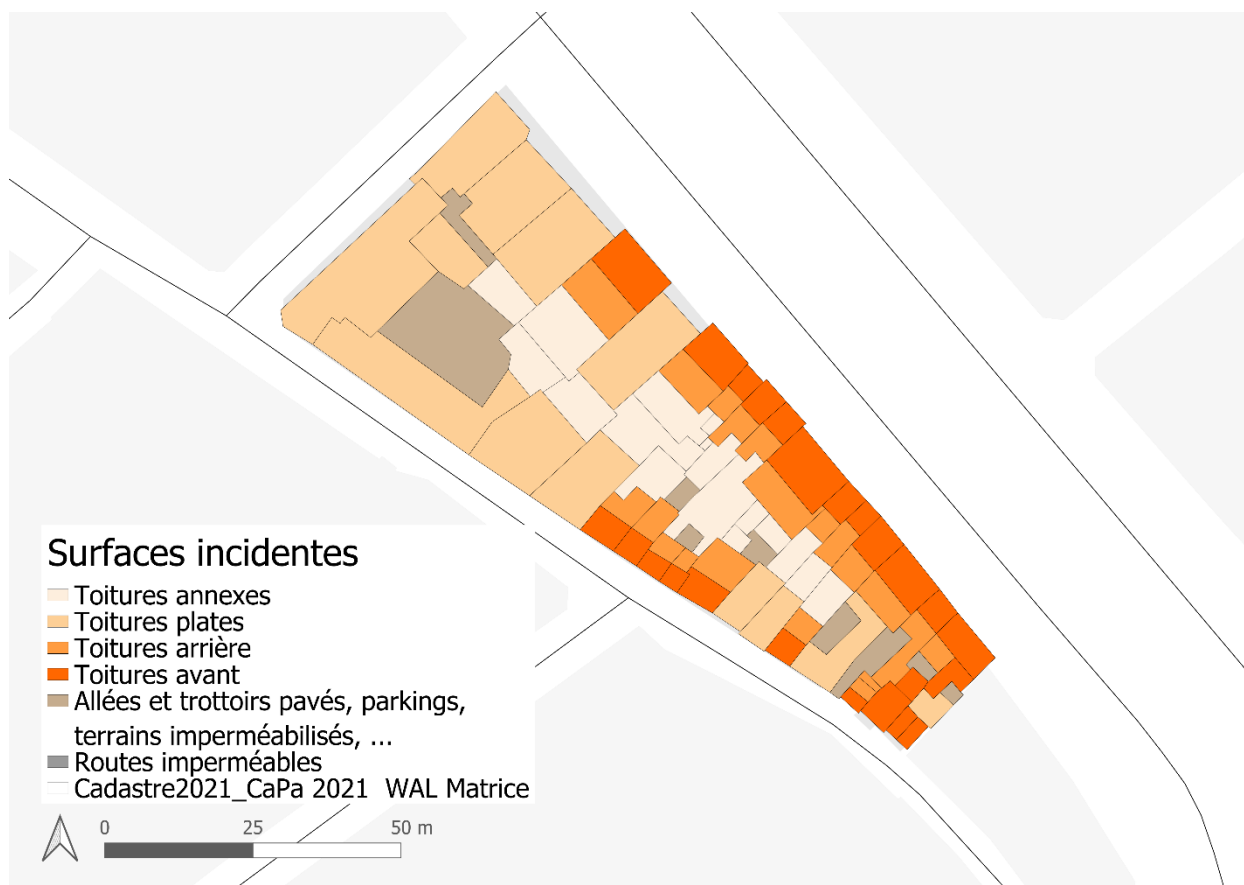 Surfaces incidentes
Toitures annexes
Toitures plates
Toitures arrière
Toitures avant
Allées et trottoirs pavés, parkings,
terrains imperméabilisés, ...
Routes imperméables
Cadastre2021_CaPa 2021 WAL Matrice
0 25 50 m